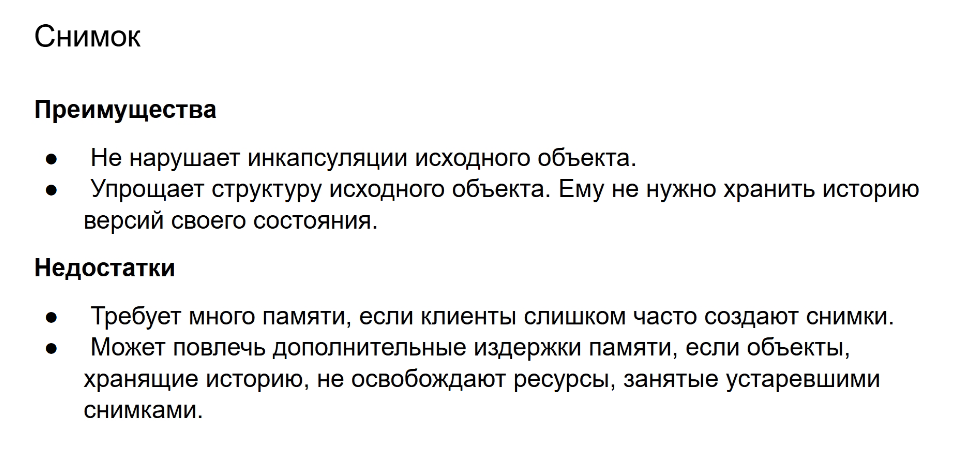 Снимок
Преимущества
● Не нарушает инкапсуляции исходного объекта.
● Упрощает структуру исходного объекта. Ему не нужно хранить историю
версий своего состояния.
Недостатки
● Требует много памяти, если клиенты слишком часто создают снимки.
● Может повлечь дополнительные издержки памяти, если объекты,
хранящие историю, не освобождают ресурсы, занятые устаревшими
снимками.